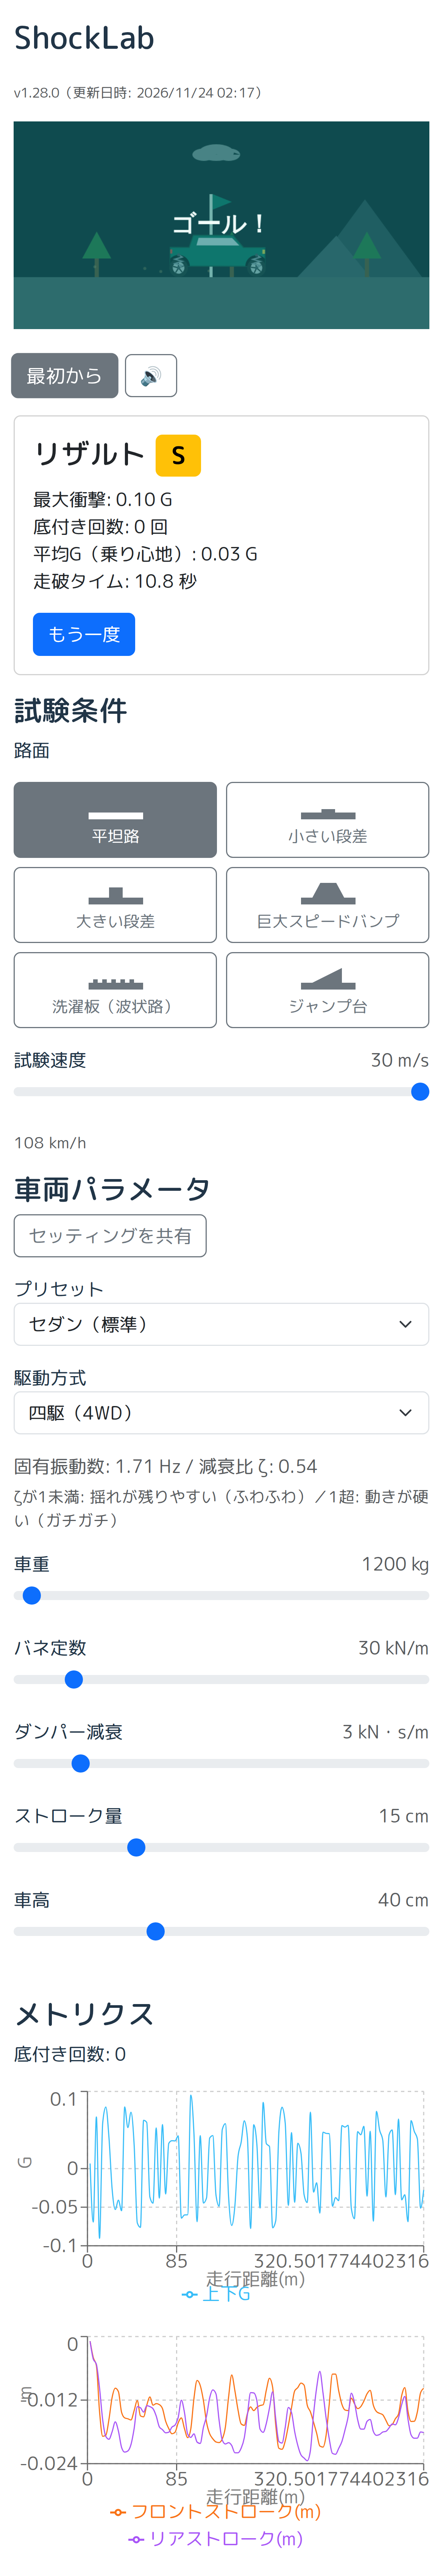 ShockLab
v1.28.0（更新日時: 2026/11/24 02:17）
ゴール！
最初から
🔊
リザルト S
最大衝撃: 0.10 G
底付き回数: 0 回
平均G（乗り心地）: 0.03 G
走破タイム: 10.8 秒
もう一度
試験条件
路面
平坦路
小さい段差
大きい段差
巨大スピードバンプ
洗濯板（波状路）
ジャンプ台
試験速度 30 m/s
108 km/h
車両パラメータ
セッティングを共有
プリセット
セダン（標準）
駆動方式
四駆（4WD）
固有振動数: 1.71 Hz / 減衰比 ζ: 0.54
ζが1未満: 揺れが残りやすい（ふわふわ）／1超: 動きが硬
い（ガチガチ）
車重 1200 kg
バネ定数 30 kN/m
ダンパー減衰 3 kN・s/m
ストローク量 15 cm
車高 40 cm
メトリクス
底付き回数: 0
0.1
G
0
-0.05
-0.1
0 85 320.501774402316
走行距離(m)
上下G
0
m
-0.012
-0.024
0 85 320.501774402316
走行距離(m)
フロントストローク(m)
リアストローク(m)